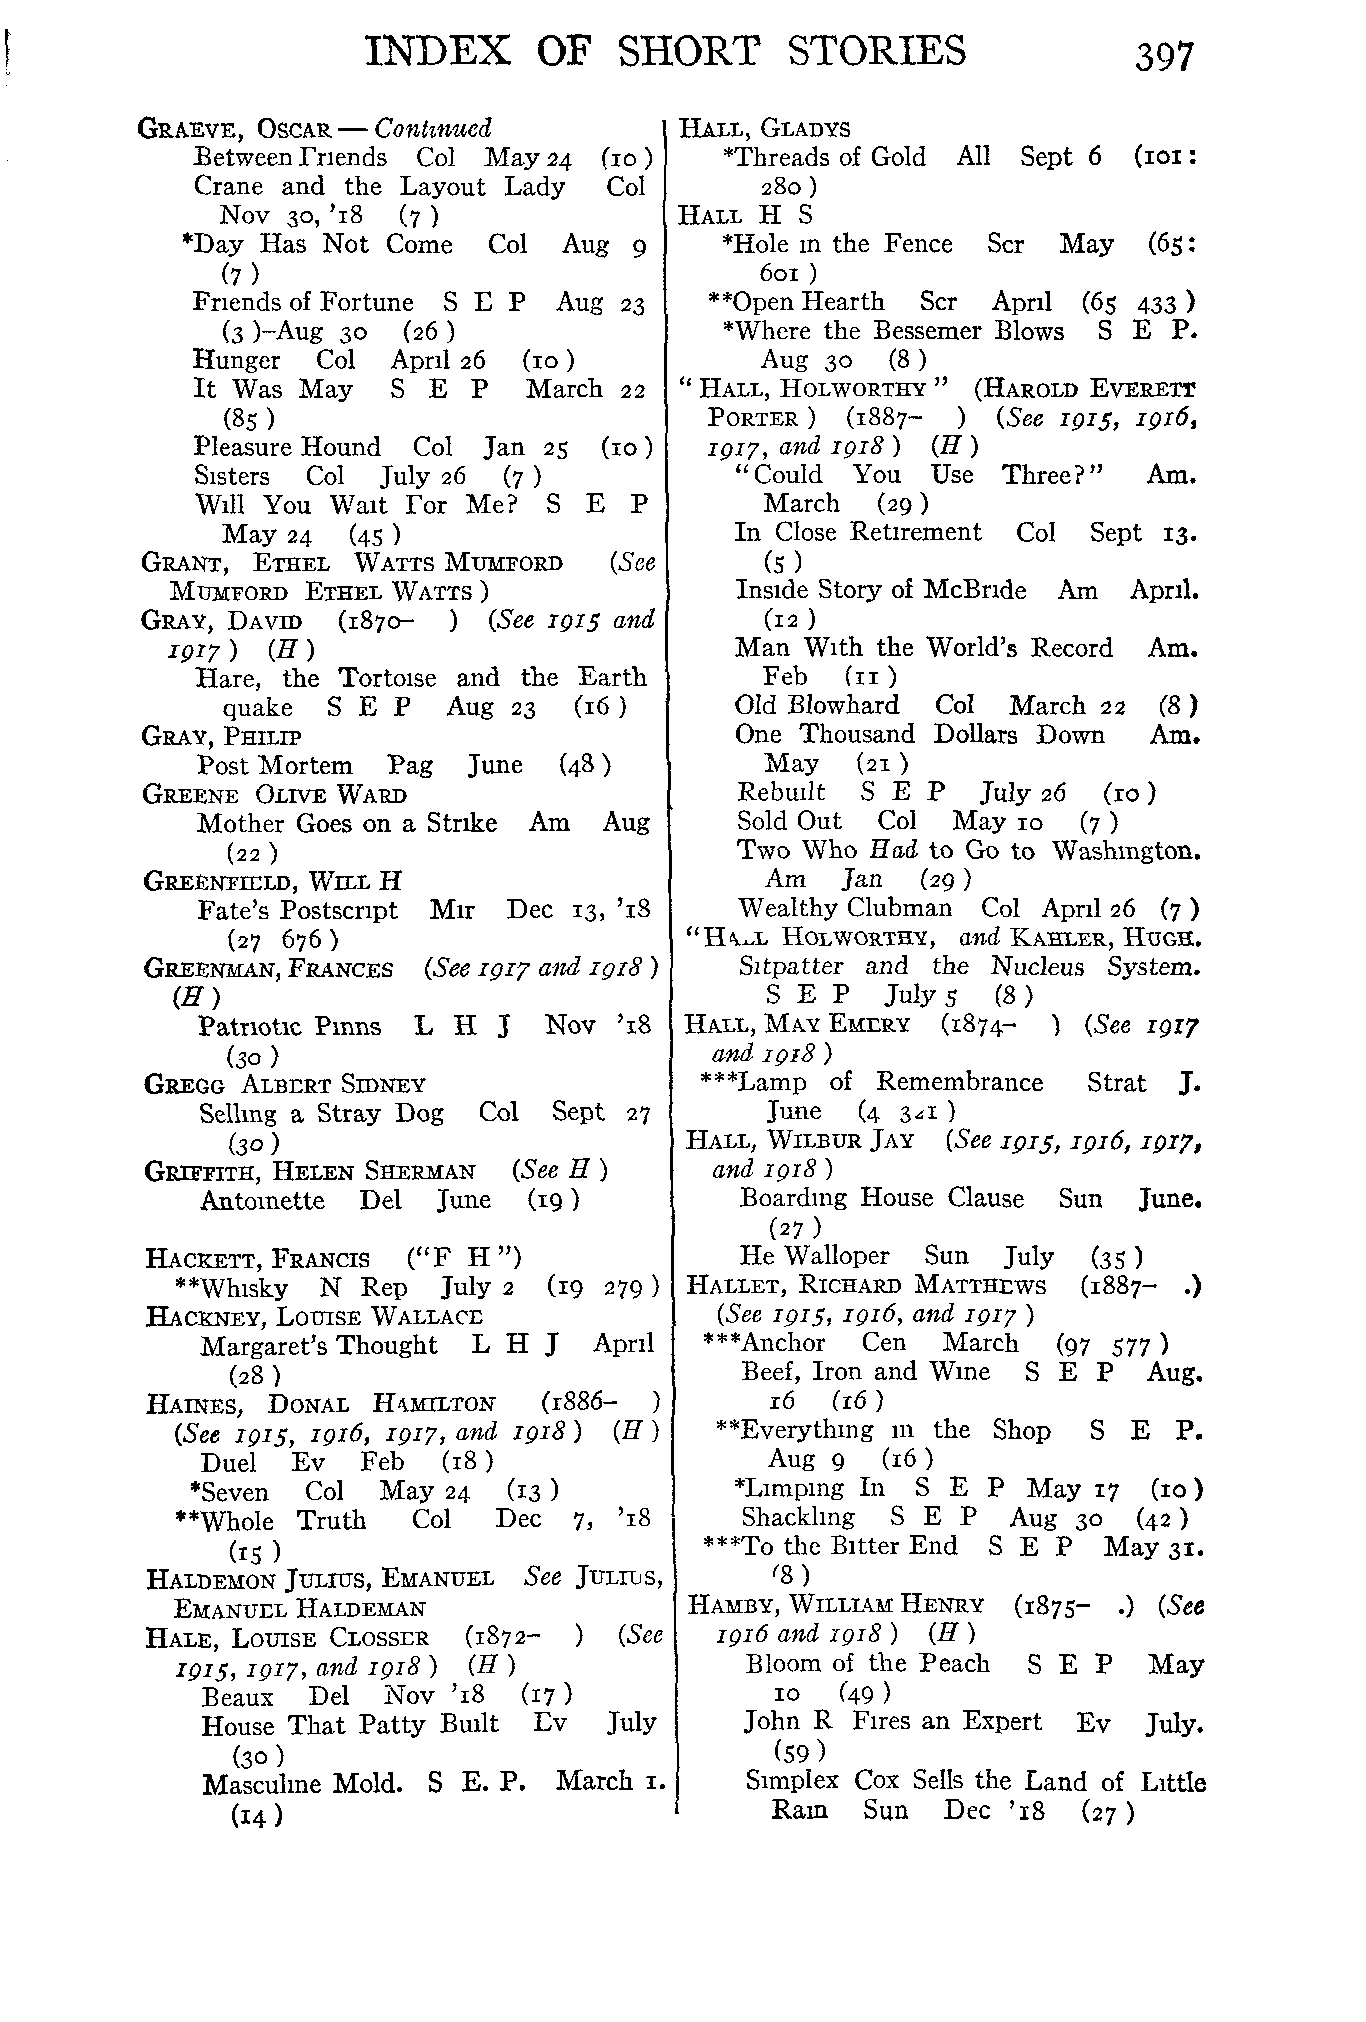 INDEX OF SHORT STORIES 397
GRAEVE, OSCAR — Continued
Between Friends Col May 24 (10)
Crane and the Layout Lady Col
Nov 30, '18 (7)
*Day Has Not Come Col Aug 9
(7)
Friends of Fortune S E P Aug 23
(3)-Aug 30 (26)
Hunger Col April 26 (10)
It Was May S E P March 22
(85)
Pleasure Hound Col Jan 25 (10)
Sisters Col July 26 (7)
Will You Wait For Me? S E P
May 24 (45)
GRANT, ETHEL WATTS MUMFORD (See
MUMFORD ETHEL WATTS)
GRAY, DAVID (1870– ) (See 1915 and
1917) (H)
Hare, the Tortoise and the Earth
quake S E P Aug 23 (16)
GRAY, PHILIP
Post Mortem Pag June (48)
GREENE OLIVE WARD
Mother Goes on a Strike Am Aug
(22)
GREENFIELD, WILL H
Fate's Postscript Mir Dec 13, '18
(27 676)
GREENMAN, FRANCES (See 1917 and 1918)
(H)
Patriotic Pinns L H J Nov '18
(30)
GREGG ALBERT SIDNEY
Selling a Stray Dog Col Sept 27
(30)
GRIFFITH, HELEN SHERMAN (See H)
Antoinette Del June (19)
HACKETT, FRANCIS ("F H")
**Whisky N Rep July 2 (19 279)
HACKNEY, LOUISE WALLACE
Margaret's Thought L H J April
(28)
HAINES, DONAL HAMILTON (1886– )
(See 1915, 1916, 1917, and 1918) (H)
Duel Ev Feb (18)
*Seven Col May 24 (13)
**Whole Truth Col Dec 7, '18
(15)
HALDEMON JULIUS, EMANUEL See JULIUS,
EMANUEL HALDEMAN
HALE, LOUISE CLOSSER (1872– ) (See
1915, 1917, and 1918) (H)
Beaux Del Nov '18 (17)
House That Patty Built Ev July
(30)
Masculine Mold. S E. P. March 1.
(14)
HALL, GLADYS
*Threads of Gold All Sept 6 (101:
280)
HALL H S
*Hole in the Fence Scr May (65:
601)
**Open Hearth Scr April (65 433)
*Where the Bessemer Blows S E P.
Aug 30 (8)
"HALL, HOLWORTHY" (HAROLD EVERETT
PORTER) (1887– ) (See 1915, 1916,
1917, and 1918) (H)
"Could You Use Three?" Am.
March (29)
In Close Retirement Col Sept 13.
(5)
Inside Story of McBride Am April.
(12)
Man With the World's Record Am.
Feb (11)
Old Blowhard Col March 22 (8)
One Thousand Dollars Down Am.
May (21)
Rebuilt S E P July 26 (10)
Sold Out Col May 10 (7)
Two Who Had to Go to Washington.
Am Jan (29)
Wealthy Clubman Col April 26 (7)
"HALL HOLWORTHY, and KAHLER, HUGH.
Sitpatter and the Nucleus System.
S E P July 5 (8)
HALL, MAY EMERY (1874– ) (See 1917
and 1918)
***Lamp of Remembrance Strat J.
June (4
HALL, WILBUR JAY (See 1915, 1916, 1917,
and 1918)
Boarding House Clause Sun June.
(27)
He Walloper Sun July (35)
HALLET, RICHARD MATTHEWS (1887– .)
(See 1915, 1916, and 1917)
***Anchor Cen March (97 577)
Beef, Iron and Wine S E P Aug.
16 (16)
**Everything in the Shop S E P.
Aug 9 (16)
*Limping In S E P May 17 (10)
Shackling S E P Aug 30 (42)
***To the Bitter End S E P May 31.
(8)
HAMBY, WILLIAM HENRY (1875– .) (See
1916 and 1918) (H)
Bloom of the Peach S E P May
10 (49)
John R Fires an Expert Ev July.
(59)
Simplex Cox Sells the Land of Little
Rain Sun Dec '18 (27)